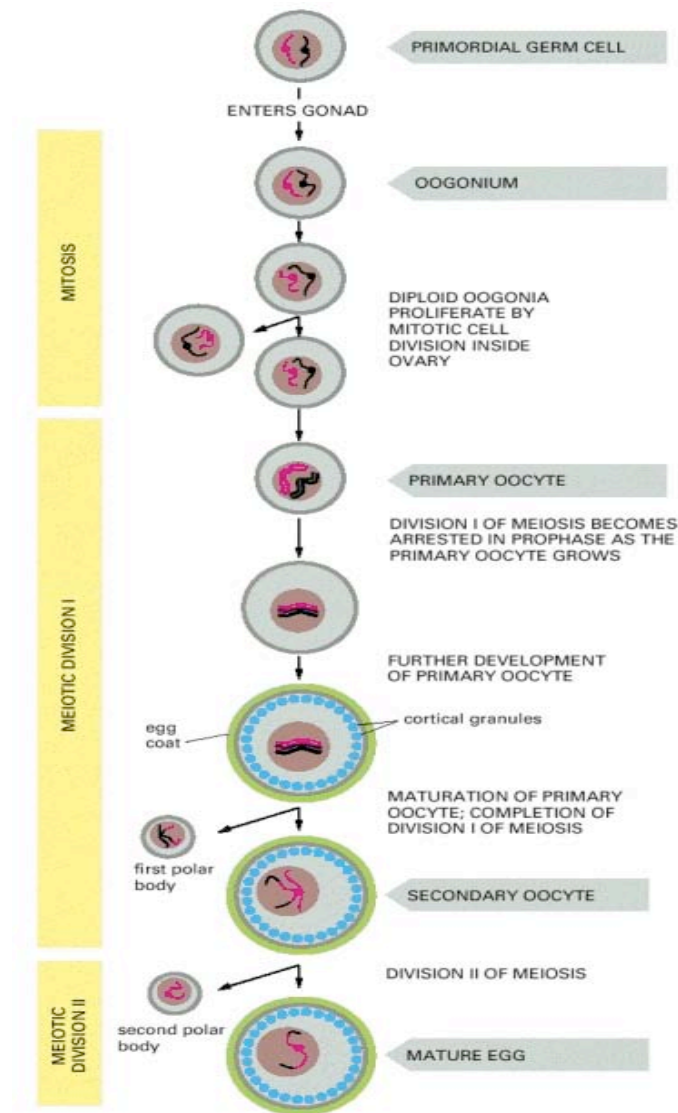 PRIMORDIAL GERM CELL
ENTERS GONAD
MITOSIS
OOGONIUM
DIPLOID OOGONIA
PROLIFERATE BY
MITOTIC CELL
DIVISION INSIDE
OVARY
MEIOTIC DIVISION I
PRIMARY OOCYTE
DIVISION I OF MEIOSIS BECOMES
ARRESTED IN PROPHASE AS THE
PRIMARY OOCYTE GROWS
FURTHER DEVELOPMENT
OF PRIMARY OOCYTE
egg
coat
cortical granules
MATURATION OF PRIMARY
OOCYTE; COMPLETION OF
DIVISION I OF MEIOSIS
first polar
body
SECONDARY OOCYTE
MEIOTIC
DIVISION II
DIVISION II OF MEIOSIS
second polar
body
MATURE EGG